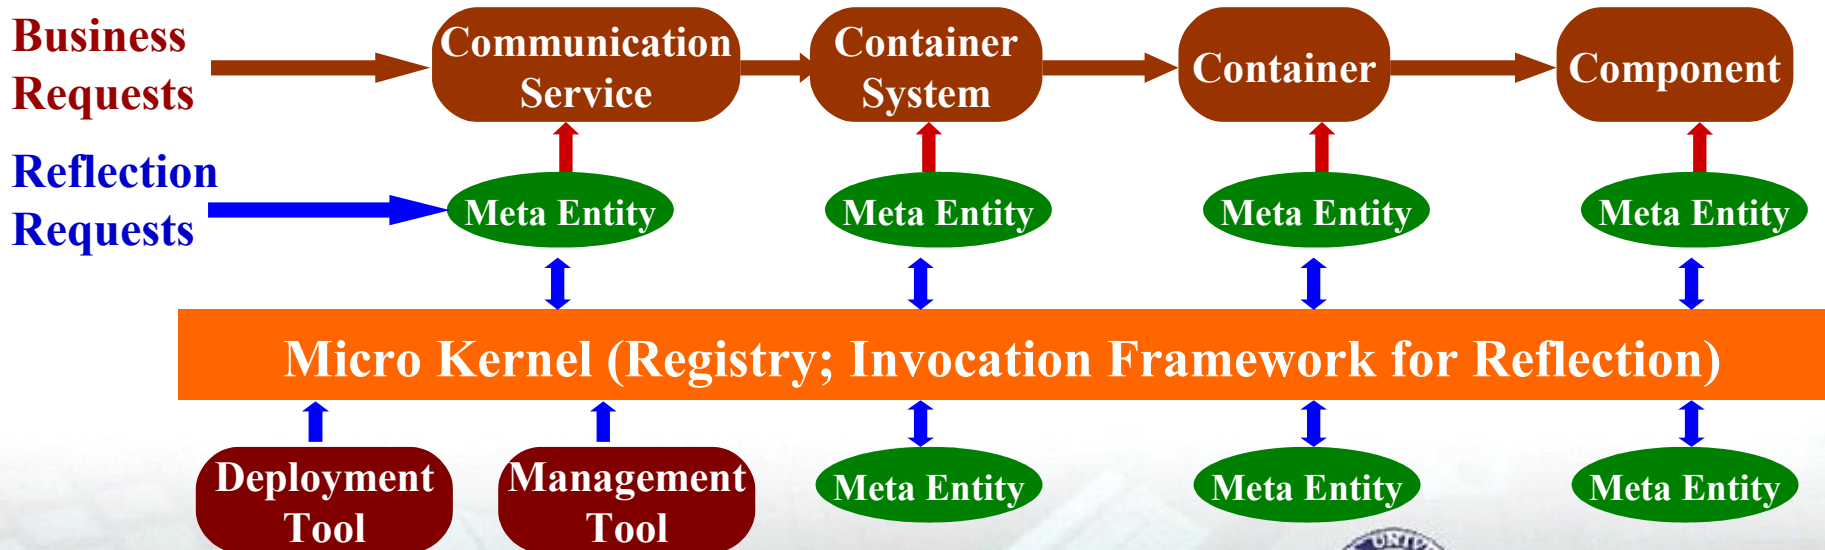 Business
Requests
Communication
Service
Container
System
Container
Component
Reflection
Requests
Meta Entity
Meta Entity
Meta Entity
Meta Entity
Micro Kernel (Registry; Invocation Framework for Reflection)
Deployment
Tool
Management
Tool
Meta Entity
Meta Entity
Meta Entity